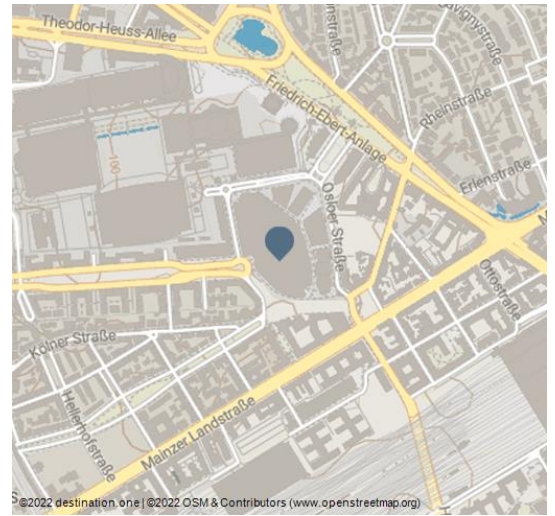 Theodor-Heuss-Allee
Savignystraße
Rheinstraße
Friedrich-Ebert-Anlage
Erlenstraße
100
Osloer Straße
Ottostraße
Kölner Straße
Hellerhofstraße
Mainzer Landstraße
©2022 destination.one | ©2022 OSM & Contributors (www.openstreetmap.org)